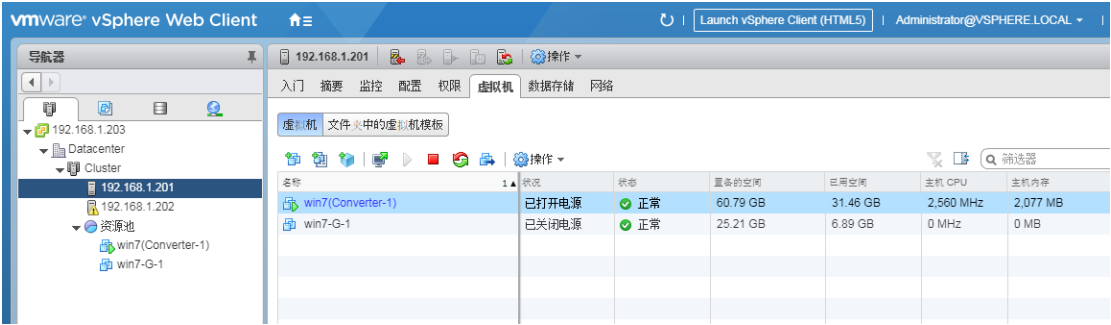 vmware® vSphere Web Client Launch vSphere Client (HTML5) Administrator@VSPHERE.LOCAL
导航器
192.168.1.201 操作
入门 摘要 监控 配置 权限 虚拟机 数据存储 网络
192.168.1.203
Datacenter
Cluster
192.168.1.201
192.168.1.202
资源池
win7(Converter-1)
win7-G-1
虚拟机 文件夹中的虚拟机模板
操作 筛选器
名称 1 状况 状态 置备的空间 已用空间 主机 CPU 主机内存
win7(Converter-1) 已打开电源 正常 60.79 GB 31.46 GB 2,560 MHz 2,077 MB
win7-G-1 已关闭电源 正常 25.21 GB 6.89 GB 0 MHz 0 MB